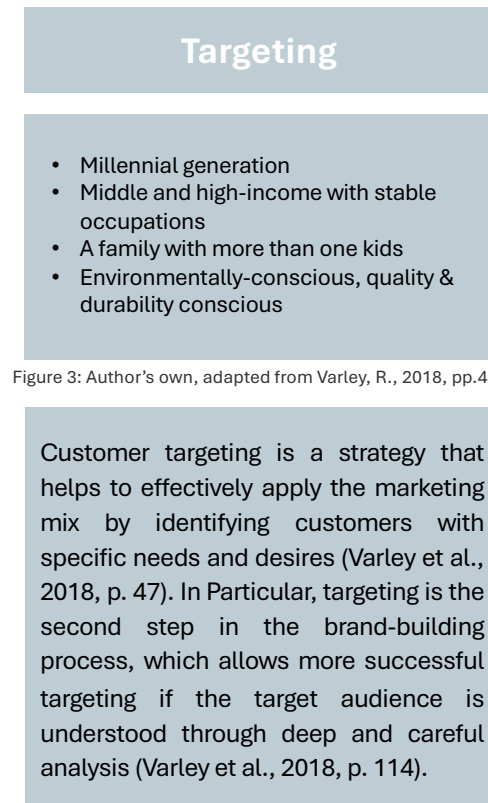 Targeting
• Millennial generation
• Middle and high-income with stable
occupations
• A family with more than one kids
• Environmentally-conscious, quality &
durability conscious
Figure 3: Author's own, adapted from Varley, R., 2018, pp.4
Customer targeting is a strategy that
helps to effectively apply the marketing
mix by identifying customers with
specific needs and desires (Varley et al.,
2018, p. 47). In Particular, targeting is the
second step in the brand-building
process, which allows more successful
targeting if the target audience is
understood through deep and careful
analysis (Varley et al., 2018, p. 114).